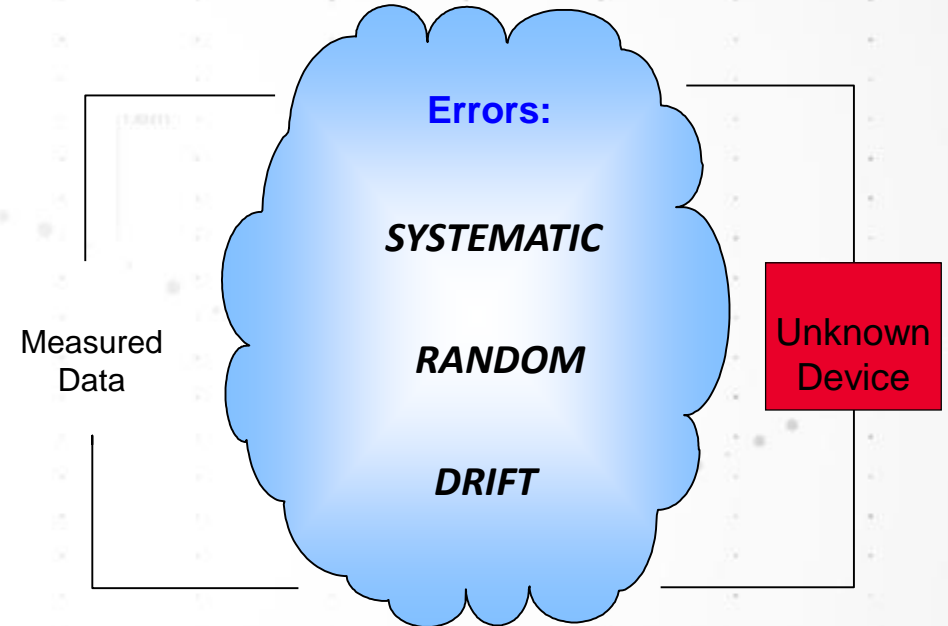 Errors:
SYSTEMATIC
RANDOM
DRIFT
Measured
Data
Unknown
Device